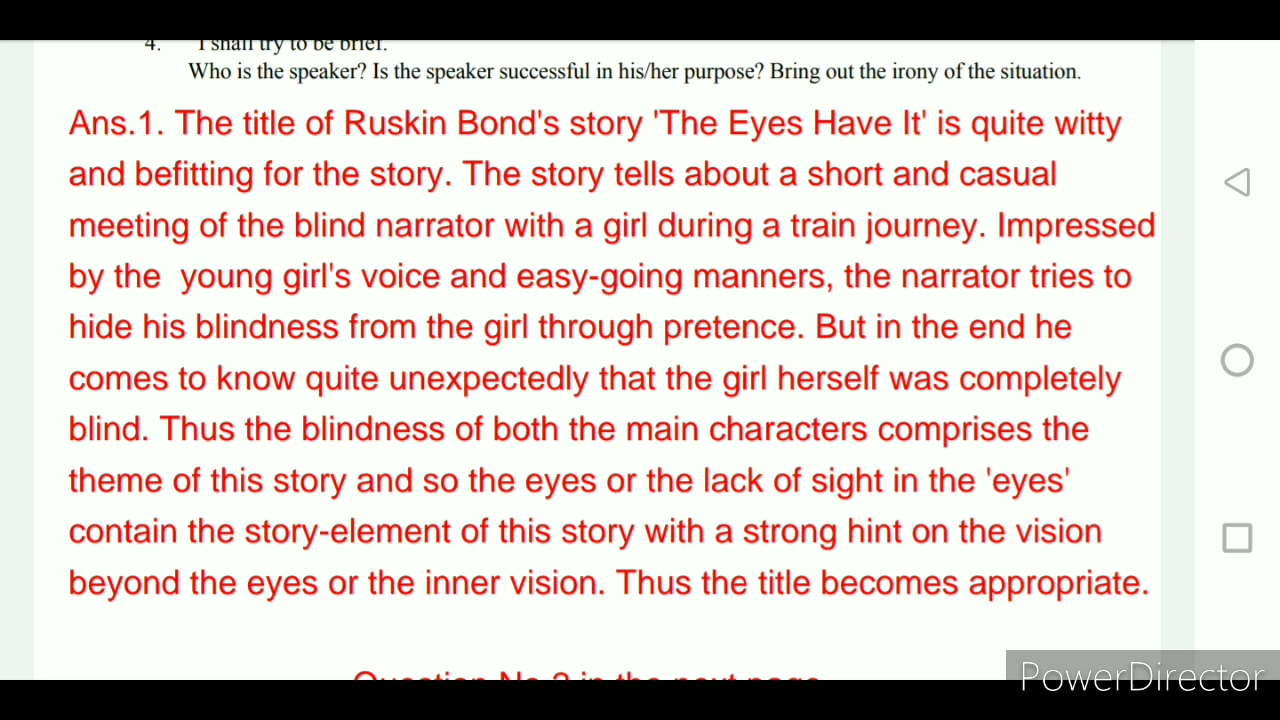 4. I shall try to be brief.
Who is the speaker? Is the speaker successful in his/her purpose? Bring out the irony of the situation.
Ans.1. The title of Ruskin Bond's story 'The Eyes Have It' is quite witty
and befitting for the story. The story tells about a short and casual
meeting of the blind narrator with a girl during a train journey. Impressed
by the  young girl's voice and easy-going manners, the narrator tries to
hide his blindness from the girl through pretence. But in the end he
comes to know quite unexpectedly that the girl herself was completely
blind. Thus the blindness of both the main characters comprises the
theme of this story and so the eyes or the lack of sight in the 'eyes'
contain the story-element of this story with a strong hint on the vision
beyond the eyes or the inner vision. Thus the title becomes appropriate.
Question No 2 in the next page
PowerDirector